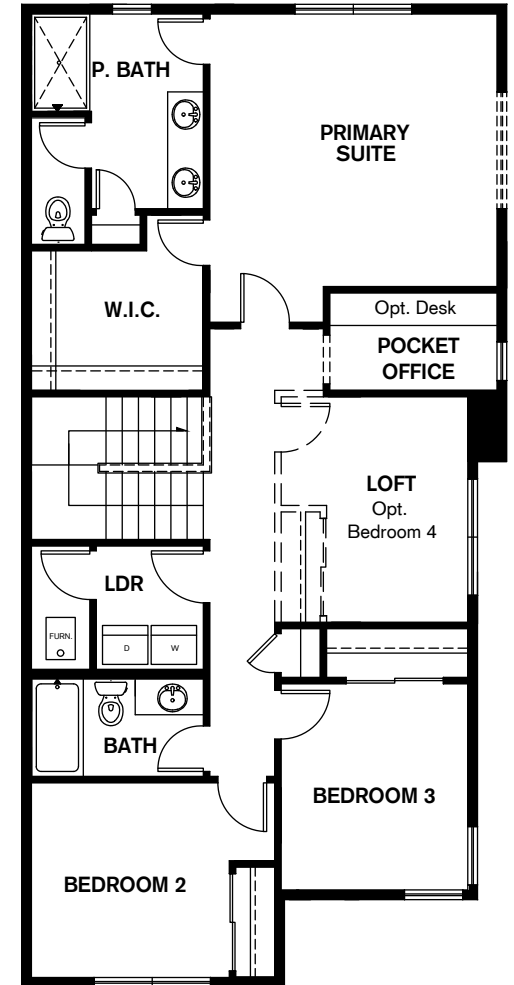 P. BATH
PRIMARY
SUITE
W.I.C.
Opt. Desk
POCKET
OFFICE
LOFT
Opt.
Bedroom 4
LDR
FURN.
D
W
BATH
BEDROOM 3
BEDROOM 2